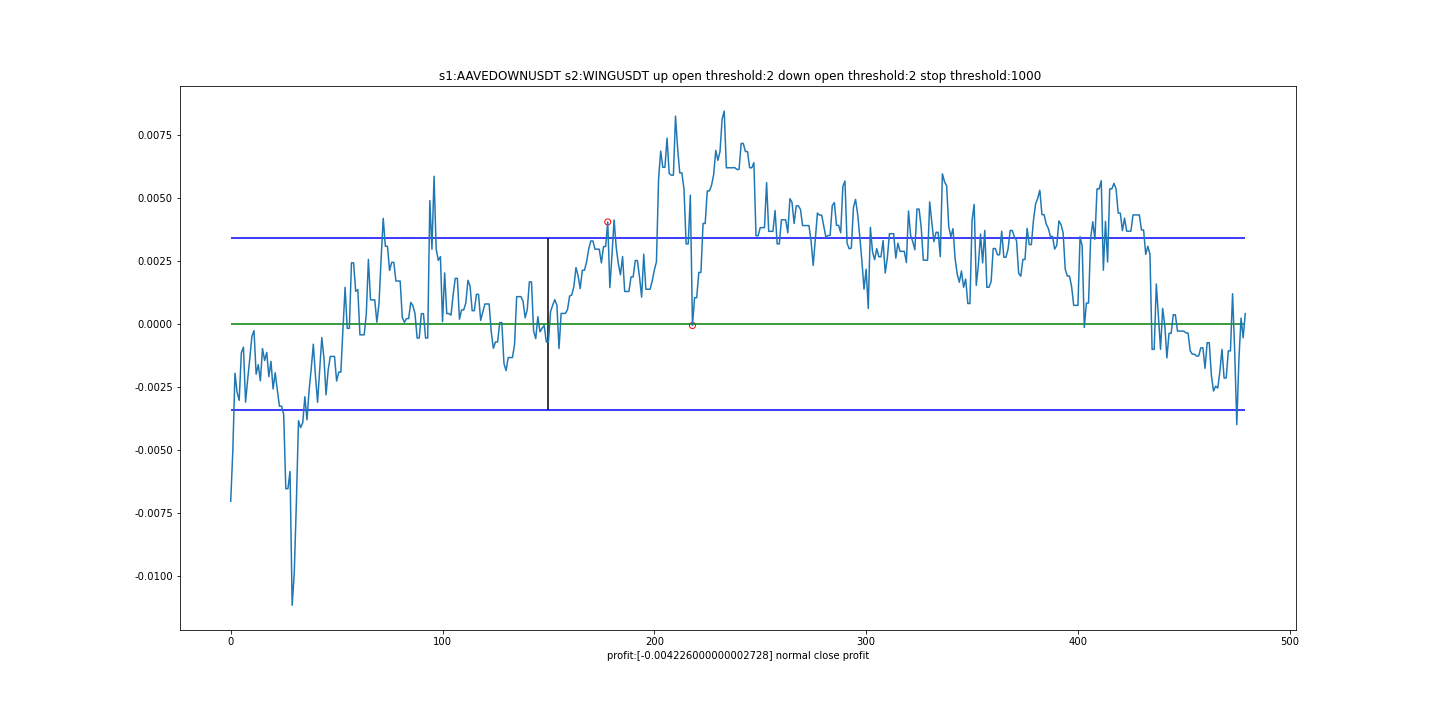 s1:AAVEDOWNUSDT s2:WINGUSDT up open threshold:2 down open threshold:2 stop threshold:1000
0.0075
0.0050
0.0025
0.0000
-0.0025
-0.0050
-0.0075
-0.0100
0 100 200 300 400 500
profit:[-0.004226000000002728] normal close profit